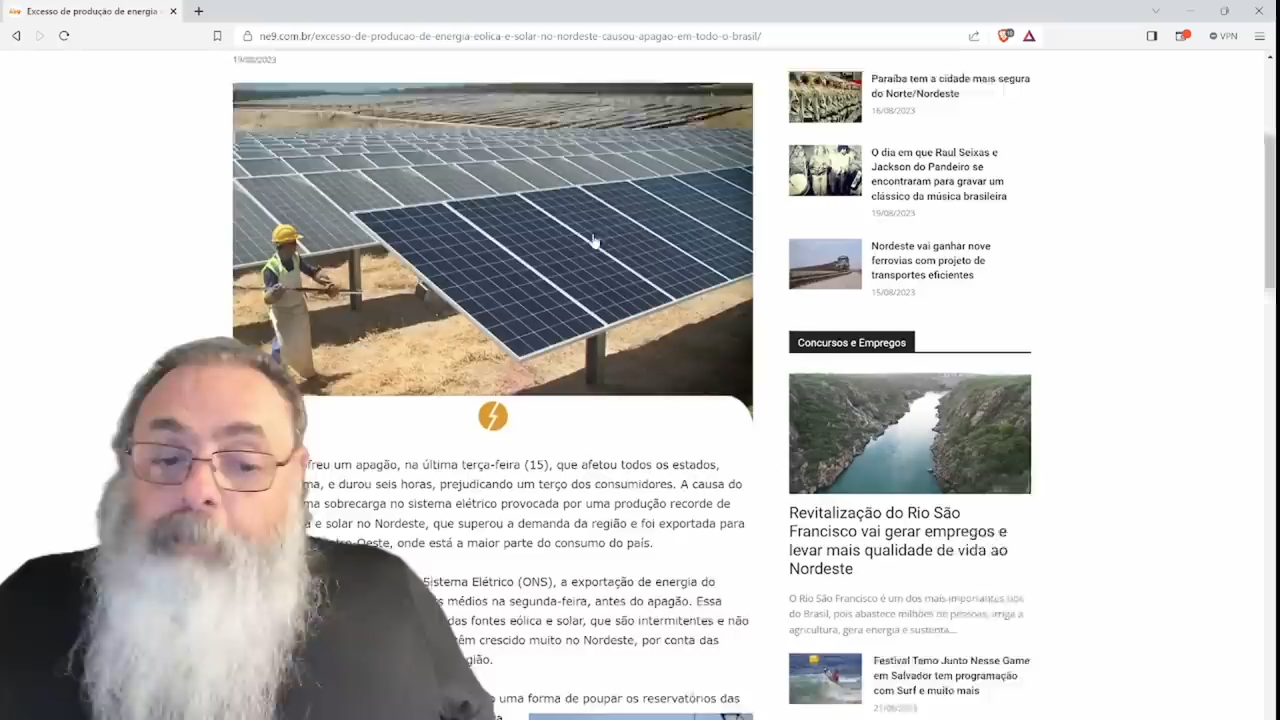 Excesso de produção de energia
ne9.com.br/excesso-de-producao-de-energia-eolica-e-solar-no-nordeste-causou-apagao-em-todo-o-brasil/
VPN
19/08/2023
freu um apagão, na última terça-feira (15), que afetou todos os estados,
ma, e durou seis horas, prejudicando um terço dos consumidores. A causa do
ma sobrecarga no sistema elétrico provocada por uma produção recorde de
a e solar no Nordeste, que superou a demanda da região e foi exportada para
tro-Oeste, onde está a maior parte do consumo do país.
Sistema Elétrico (ONS), a exportação de energia do
s médios na segunda-feira, antes do apagão. Essa
das fontes eólica e solar, que são intermitentes e não
têm crescido muito no Nordeste, por conta das
gião.
uma forma de poupar os reservatórios das
Paraíba tem a cidade mais segura
do Norte/Nordeste
16/08/2023
O dia em que Raul Seixas e
Jackson do Pandeiro se
encontraram para gravar um
clássico da música brasileira
19/08/2023
Nordeste vai ganhar nove
ferrovias com projeto de
transportes eficientes
15/08/2023
Concursos e Empregos
Revitalização do Rio São
Francisco vai gerar empregos e
levar mais qualidade de vida ao
Nordeste
O Rio São Francisco é um dos mais importantes rios
do Brasil, pois abastece milhões de pessoas, irriga a
agricultura, gera energia e sustenta...
Festival Tamo Junto Nesse Game
em Salvador tem programação
com Surf e muito mais
21/08/2023